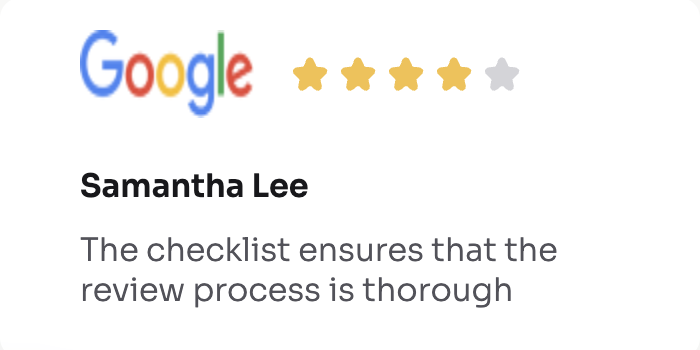 Google
Samantha Lee
The checklist ensures that the
review process is thorough